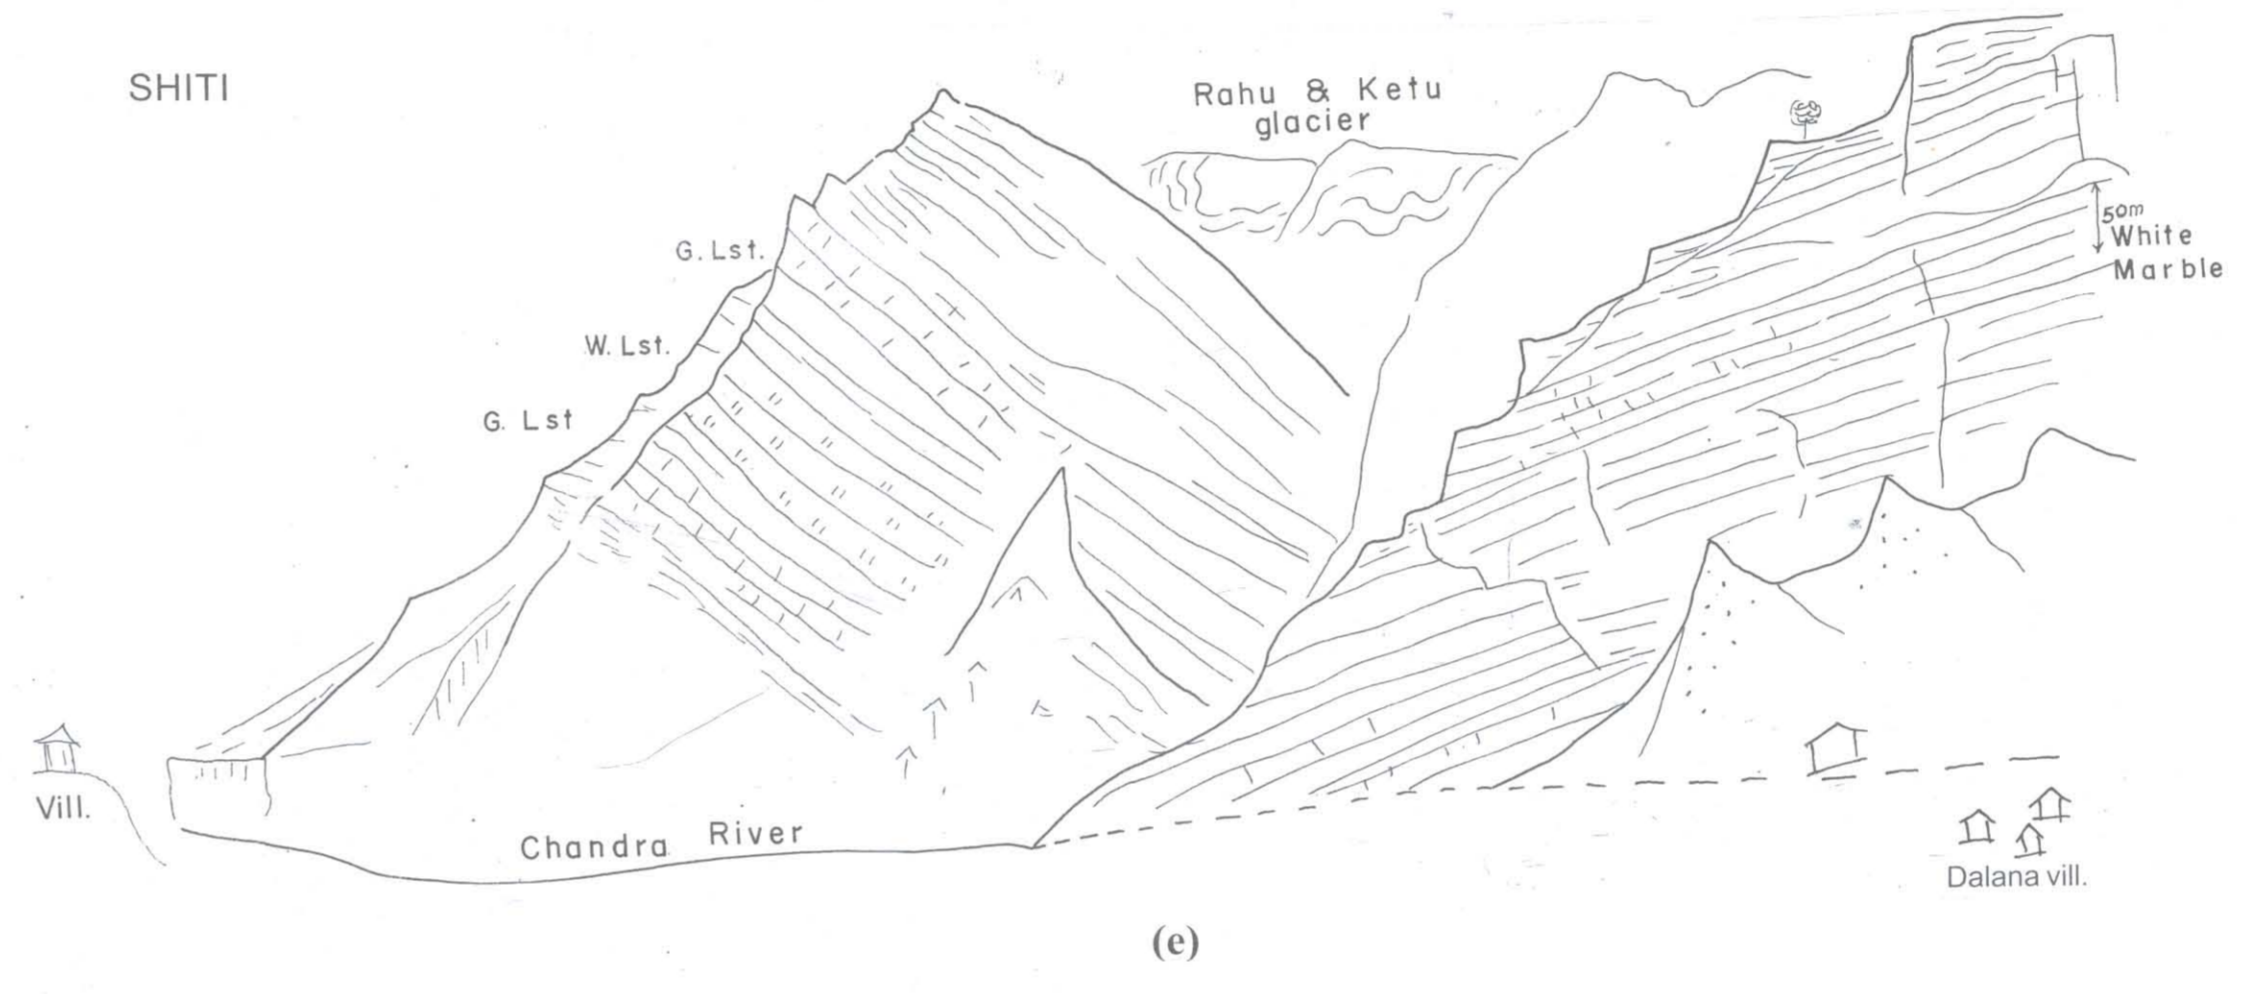 SHITI
Rahu & Ketu
glacier
G. Lst.
50m
White
Marble
W. Lst.
G. Lst
Vill.
Chandra River
Dalana vill.
(e)